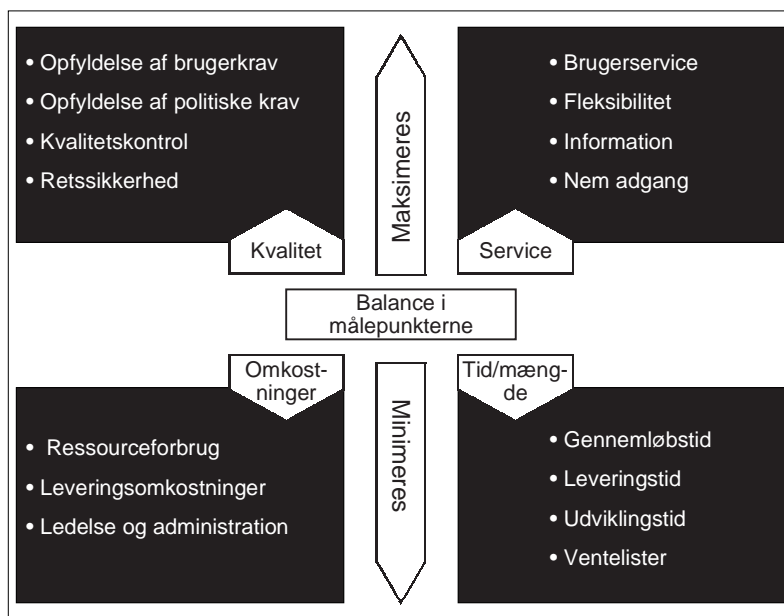 • Opfyldelse af brugerkrav
• Opfyldelse af politiske krav
• Kvalitetskontrol
• Retssikkerhed
Kvalitet
Maksimeres
• Brugerservice
• Fleksibilitet
• Information
• Nem adgang
Service
Balance i
målepunkterne
Omkost-
ninger
• Ressourceforbrug
• Leveringsomkostninger
• Ledelse og administration
Minimeres
Tid/mæng-
de
• Gennemløbstid
• Leveringstid
• Udviklingstid
• Ventelister